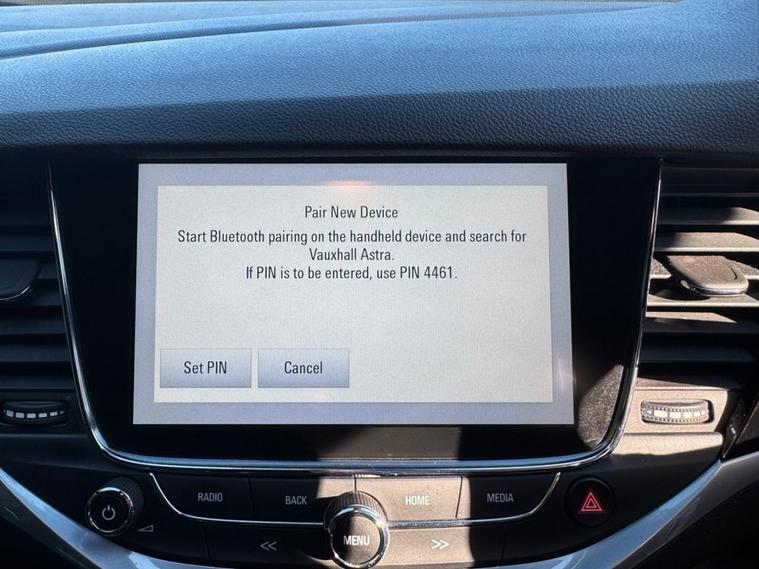 Pair New Device
Start Bluetooth pairing on the handheld device and search for
Vauxhall Astra.
If PIN is to be entered, use PIN 4461.
Set PIN
Cancel
RADIO
BACK
HOME
MEDIA
MENU